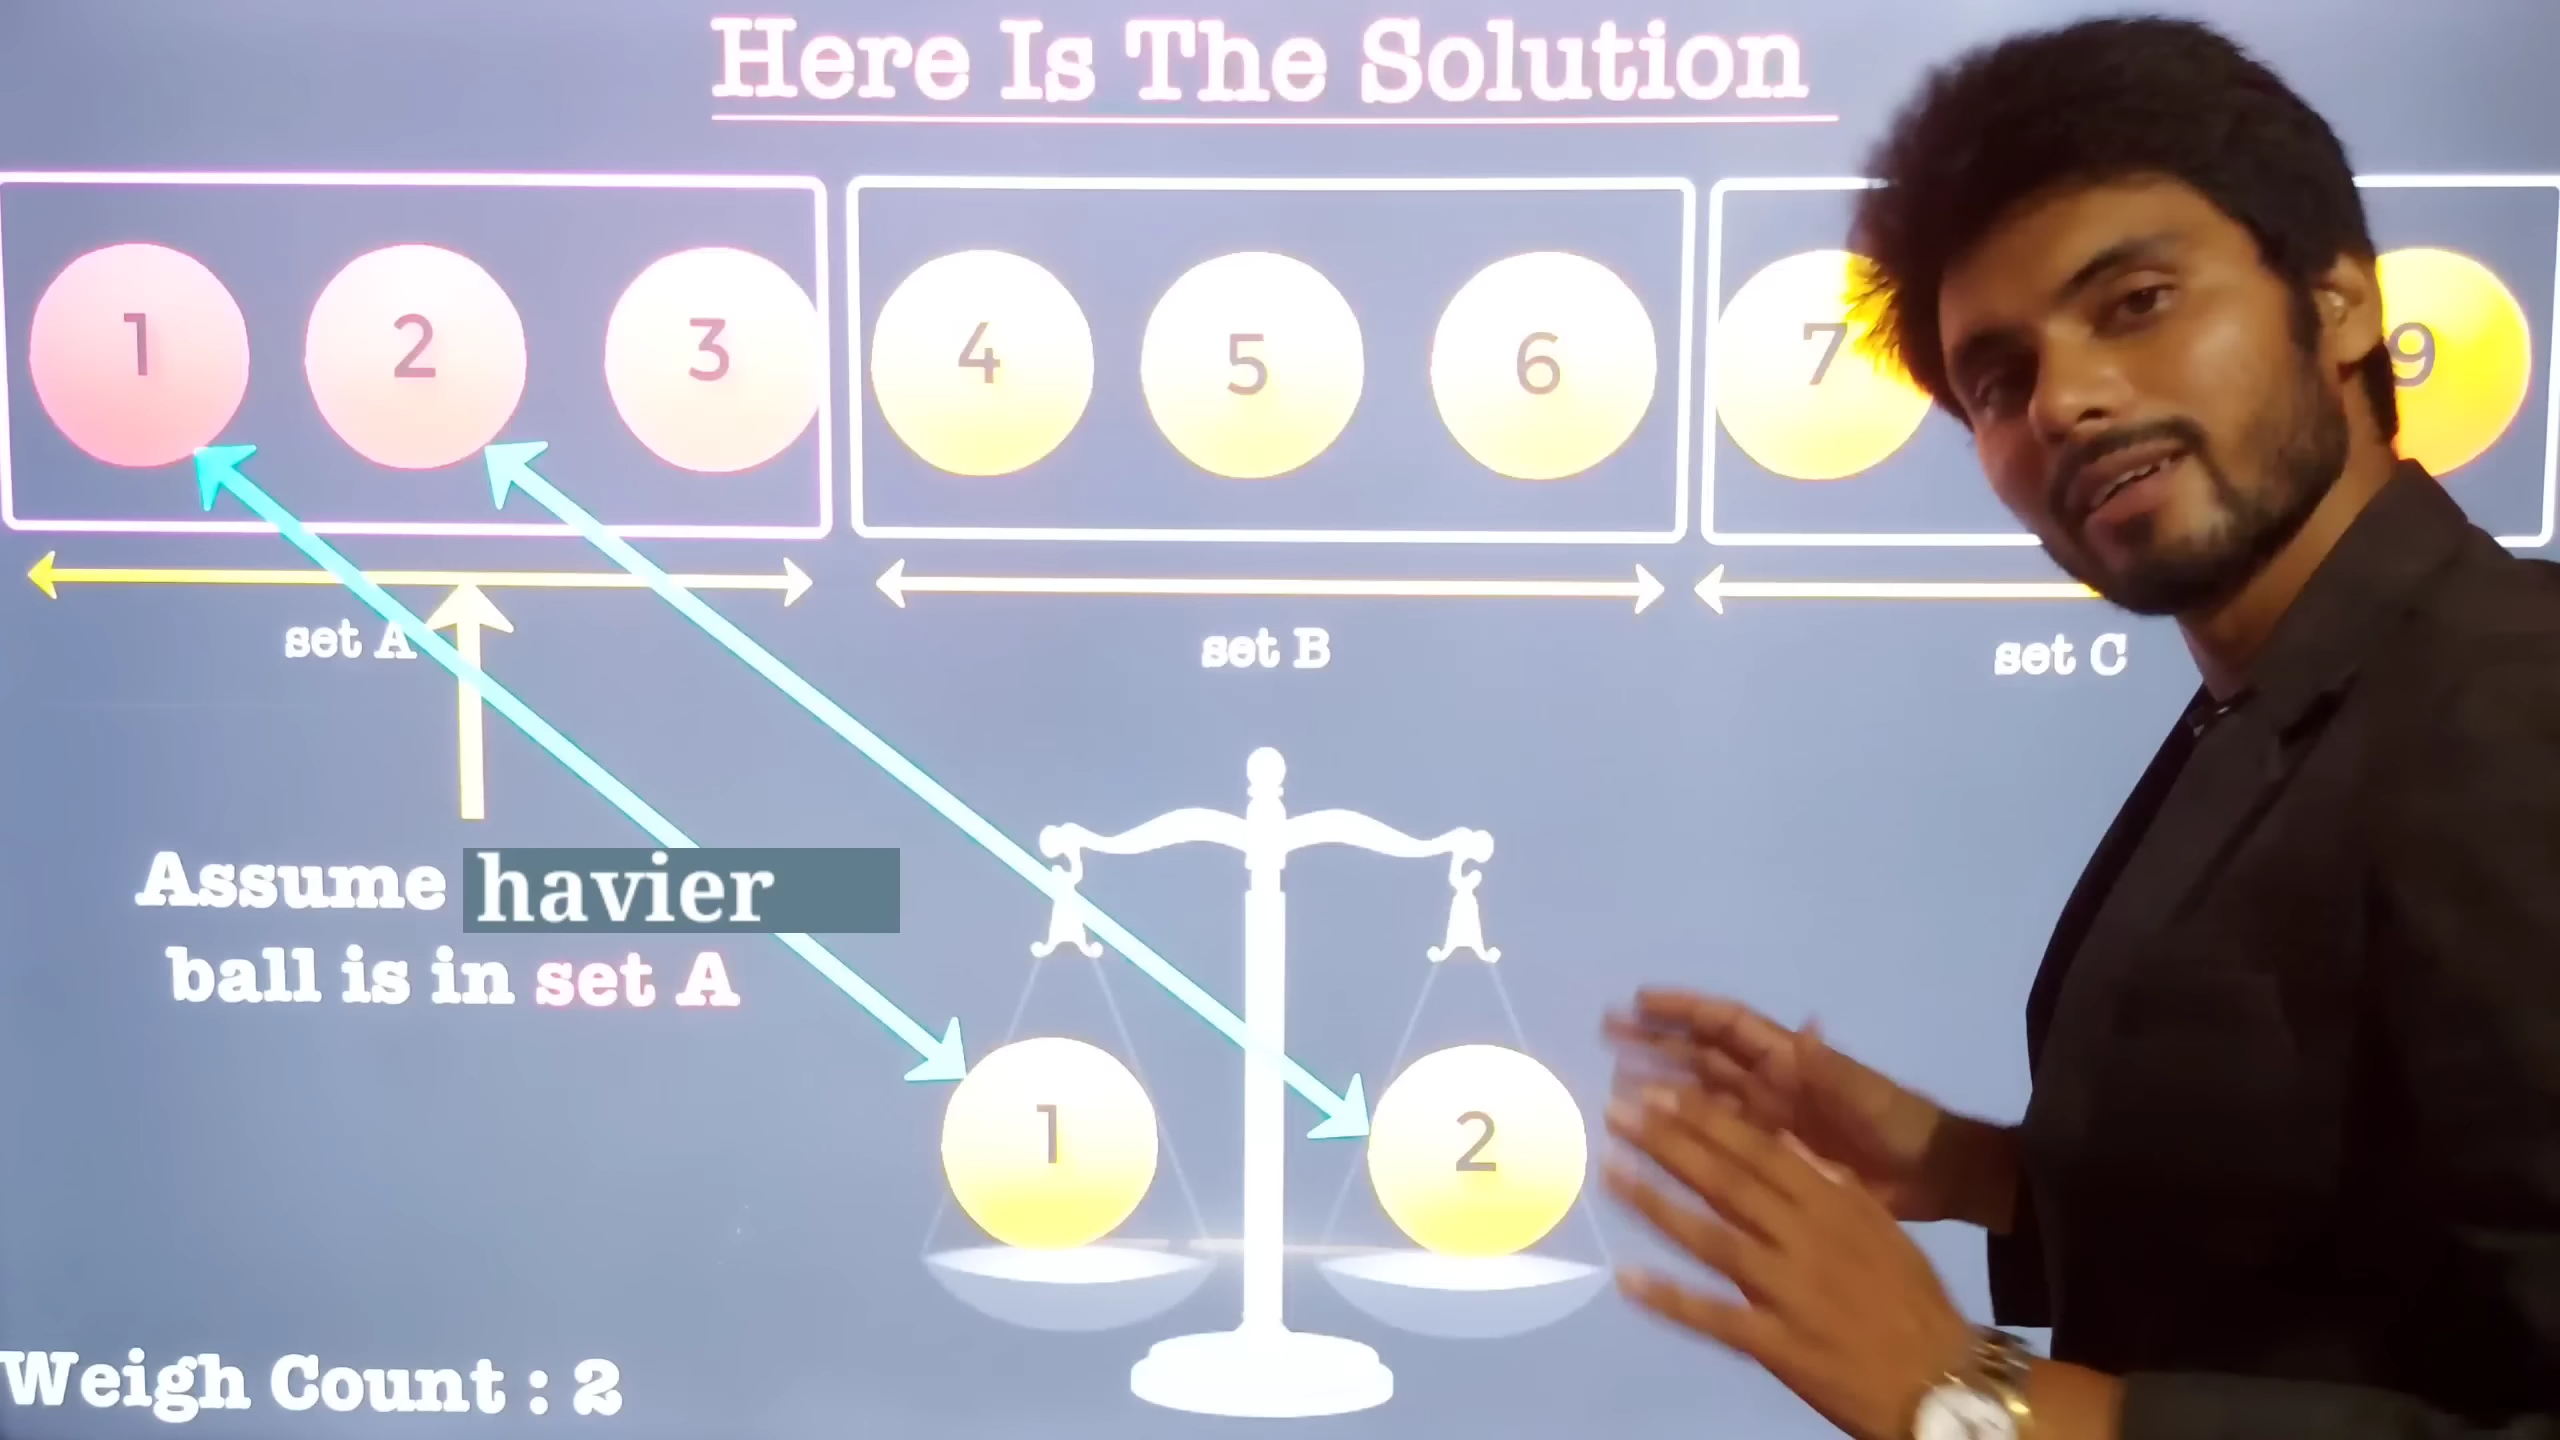 Here Is The Solution
1 2 3 4 5 6 7 9
set A set B set C
Assume havier
ball is in set A
1 2
Weigh Count : 2